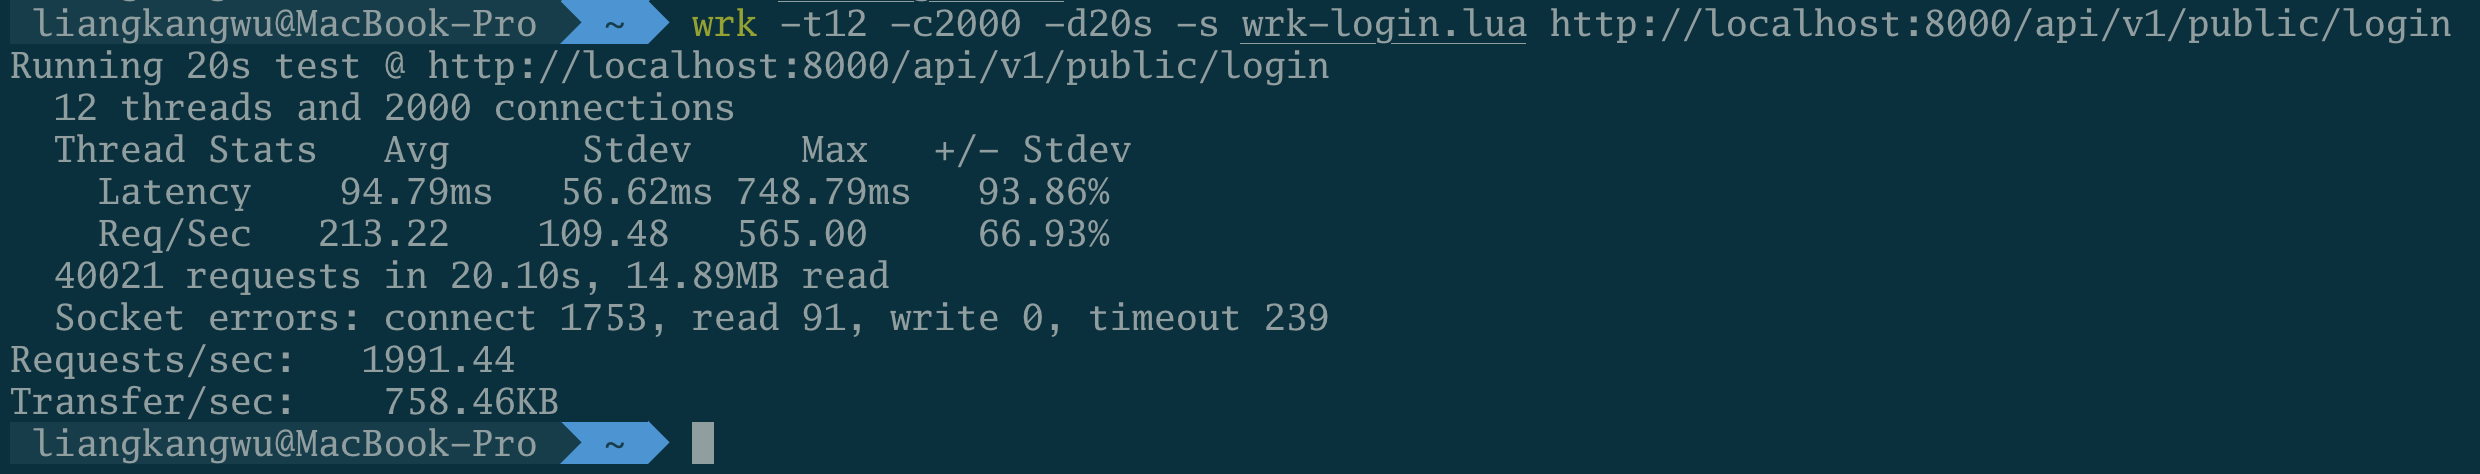 liangkangwu@MacBook-Pro ~ wrk -t12 -c2000 -d20s -s wrk-login.lua http://localhost:8000/api/v1/public/login
Running 20s test @ http://localhost:8000/api/v1/public/login
12 threads and 2000 connections
Thread Stats Avg Stdev Max +/- Stdev
Latency 94.79ms 56.62ms 748.79ms 93.86%
Req/Sec 213.22 109.48 565.00 66.93%
40021 requests in 20.10s, 14.89MB read
Socket errors: connect 1753, read 91, write 0, timeout 239
Requests/sec: 1991.44
Transfer/sec: 758.46KB
liangkangwu@MacBook-Pro ~